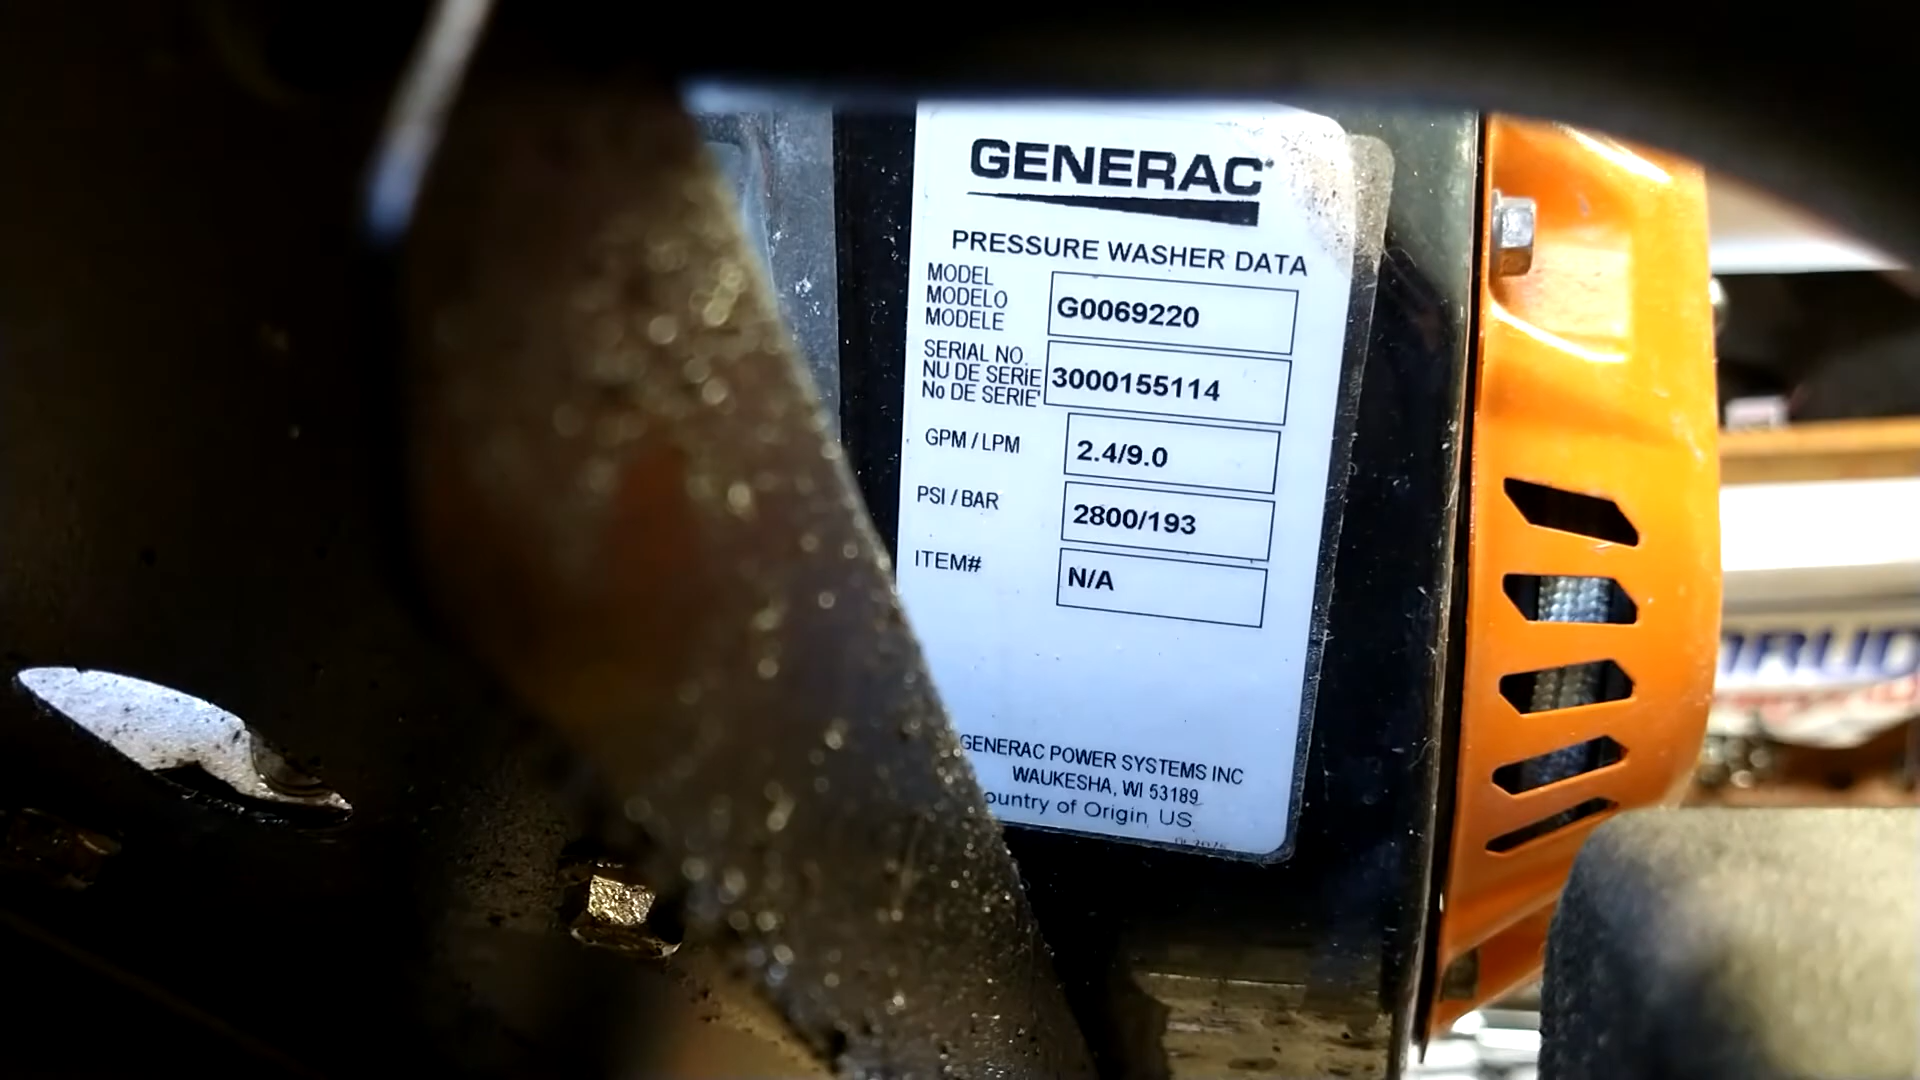 GENERAC
PRESSURE WASHER DATA
MODEL
MODELO
MODELE
G0069220
SERIAL NO.
NU DE SERIE
No DE SERIE'
3000155114
GPM / LPM
2.4/9.0
PSI / BAR
2800/193
ITEM#
N/A
GENERAC POWER SYSTEMS INC
WAUKESHA, WI 53189
ountry of Origin US